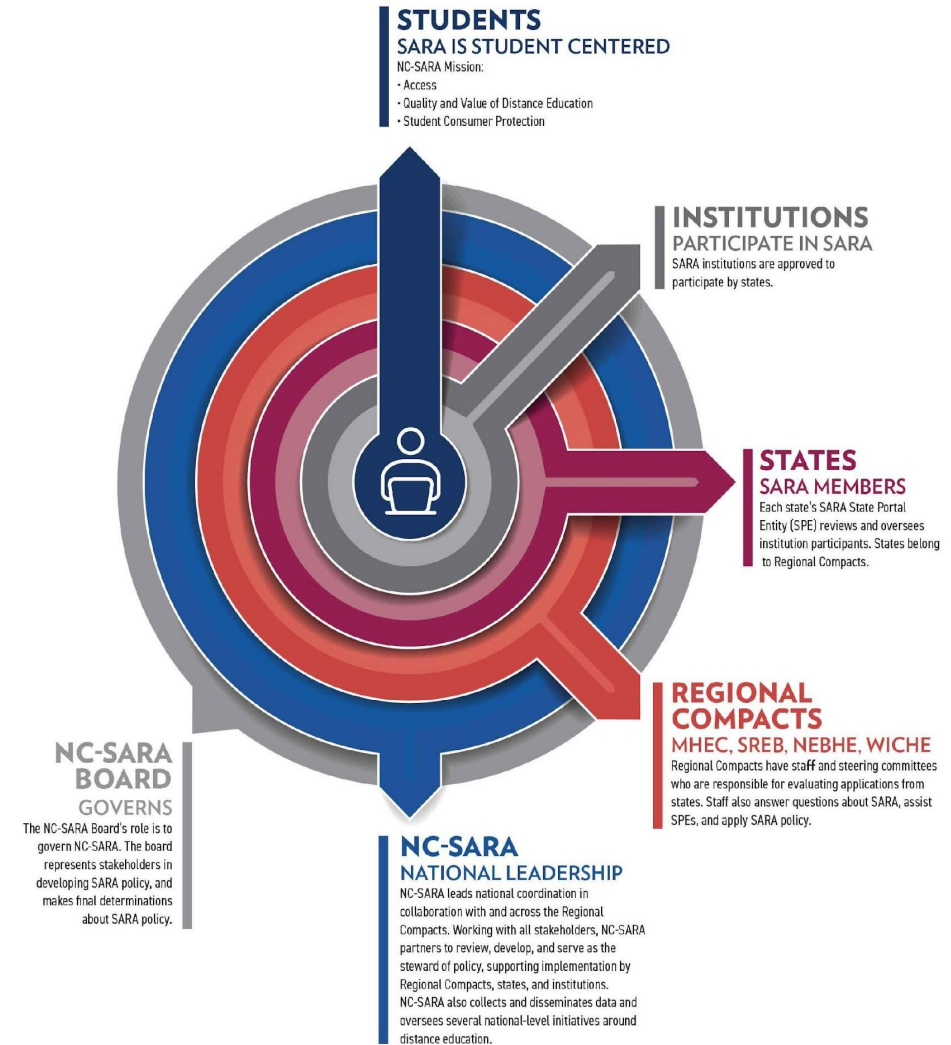 STUDENTS
SARA IS STUDENT CENTERED
NC-SARA Mission:
• Access
• Quality and Value of Distance Education
• Student Consumer Protection
INSTITUTIONS
PARTICIPATE IN SARA
SARA institutions are approved to
participate by states.
STATES
SARA MEMBERS
Each state's SARA State Portal
Entity (SPE) reviews and oversees
institution participants. States belong
to Regional Compacts.
REGIONAL
COMPACTS
MHEC, SREB, NEBHE, WICHE
Regional Compacts have staff and steering committees
who are responsible for evaluating applications from
states. Staff also answer questions about SARA, assist
SPEs, and apply SARA policy.
NC-SARA
BOARD
GOVERNS
The NC-SARA Board's role is to
govern NC-SARA. The board
represents stakeholders in
developing SARA policy, and
makes final determinations
about SARA policy.
NC-SARA
NATIONAL LEADERSHIP
NC-SARA leads national coordination in
collaboration with and across the Regional
Compacts. Working with all stakeholders, NC-SARA
partners to review, develop, and serve as the
steward of policy, supporting implementation by
Regional Compacts, states, and institutions.
NC-SARA also collects and disseminates data and
oversees several national-level initiatives around
distance education.